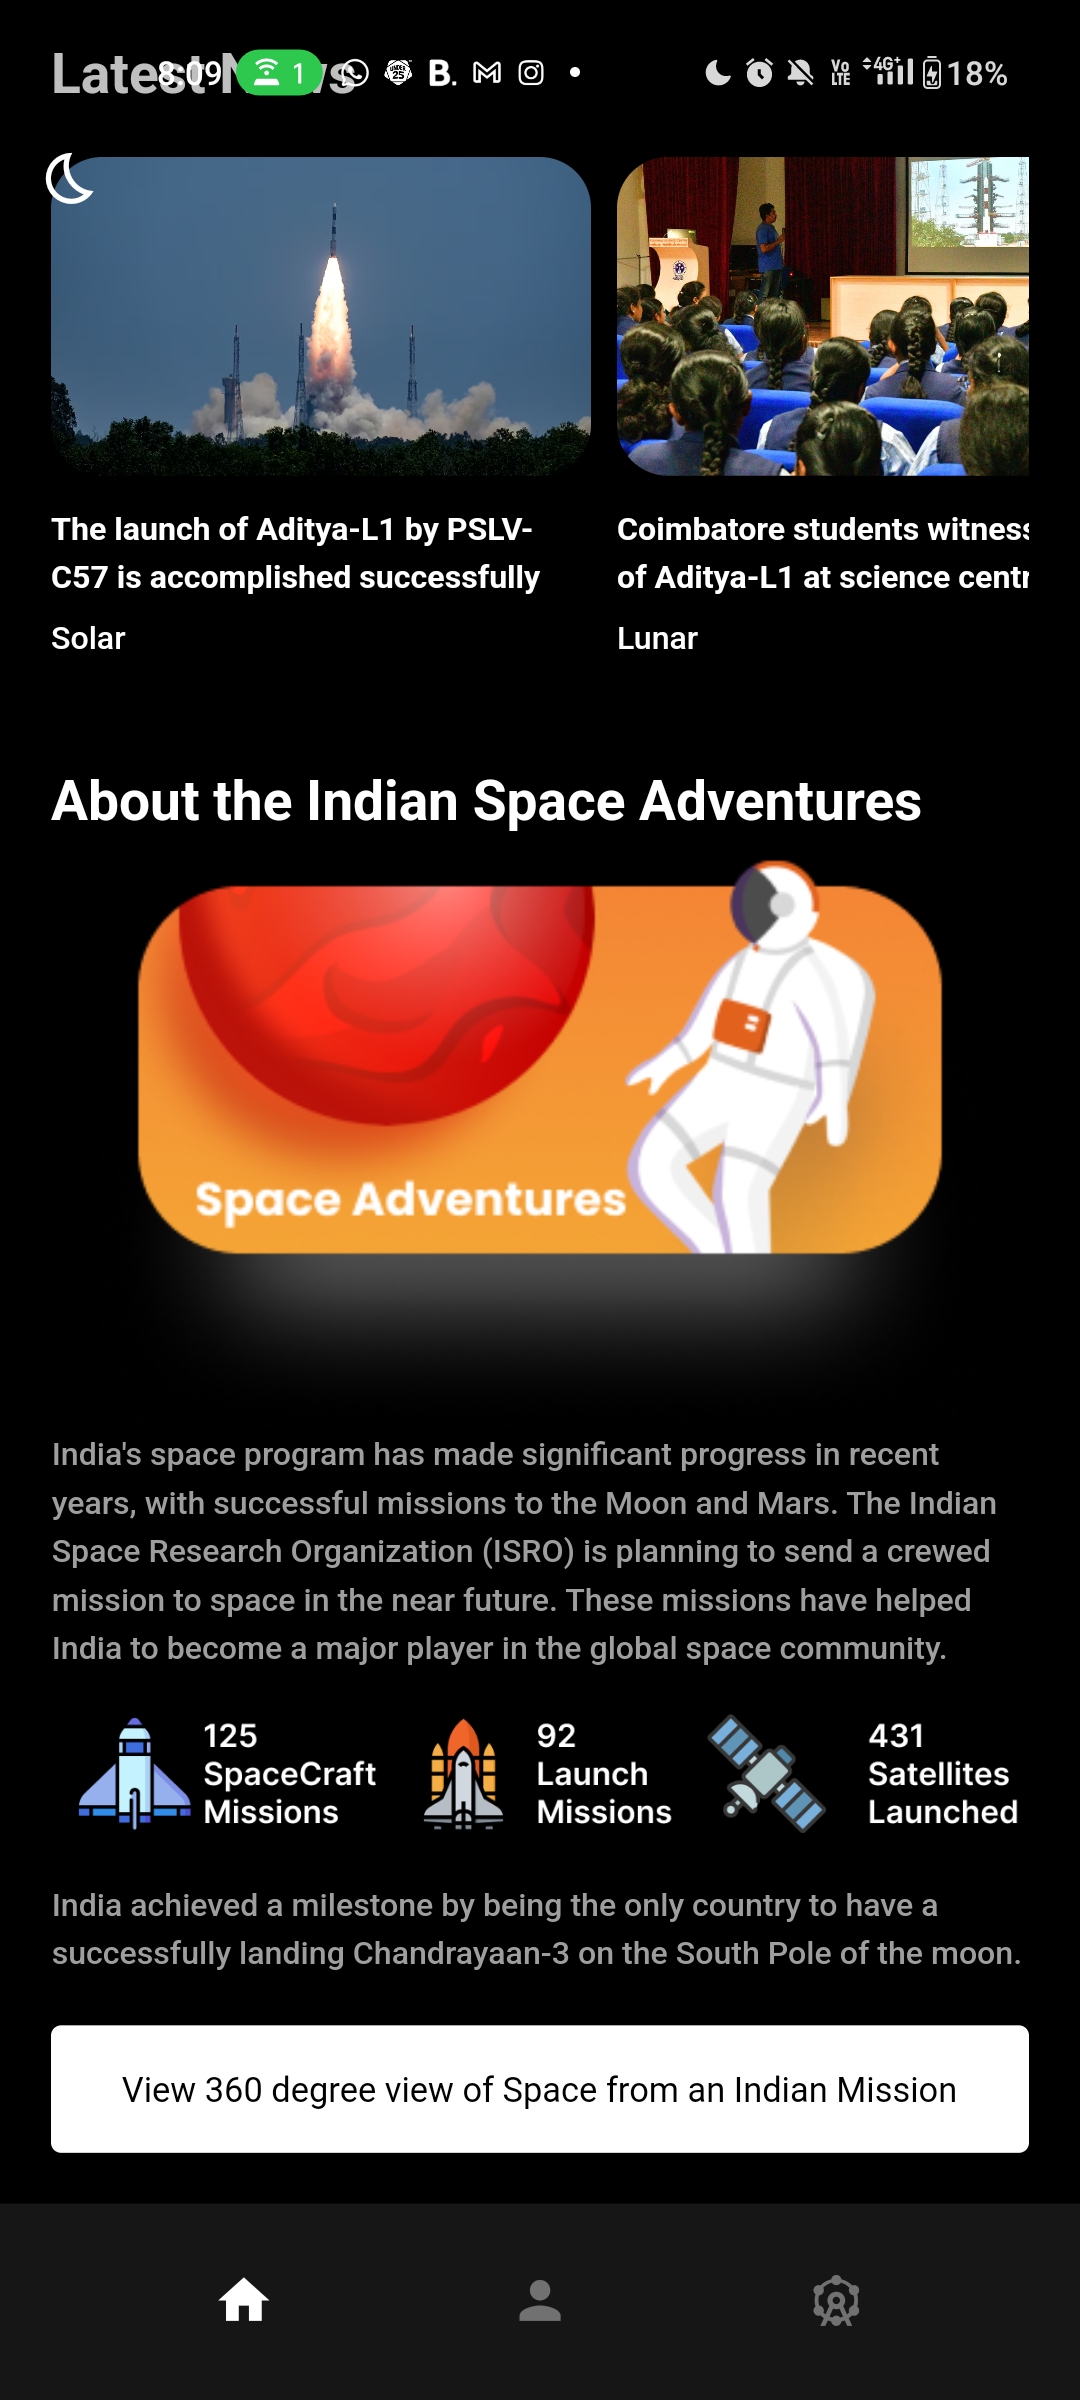 Latest News
8:09 1 B. Vo LTE 4G+ 18%
The launch of Aditya-L1 by PSLV-
C57 is accomplished successfully
Solar
Coimbatore students witness
of Aditya-L1 at science centr
Lunar
About the Indian Space Adventures
Space Adventures
India's space program has made significant progress in recent
years, with successful missions to the Moon and Mars. The Indian
Space Research Organization (ISRO) is planning to send a crewed
mission to space in the near future. These missions have helped
India to become a major player in the global space community.
125
SpaceCraft
Missions
92
Launch
Missions
431
Satellites
Launched
India achieved a milestone by being the only country to have a
successfully landing Chandrayaan-3 on the South Pole of the moon.
View 360 degree view of Space from an Indian Mission